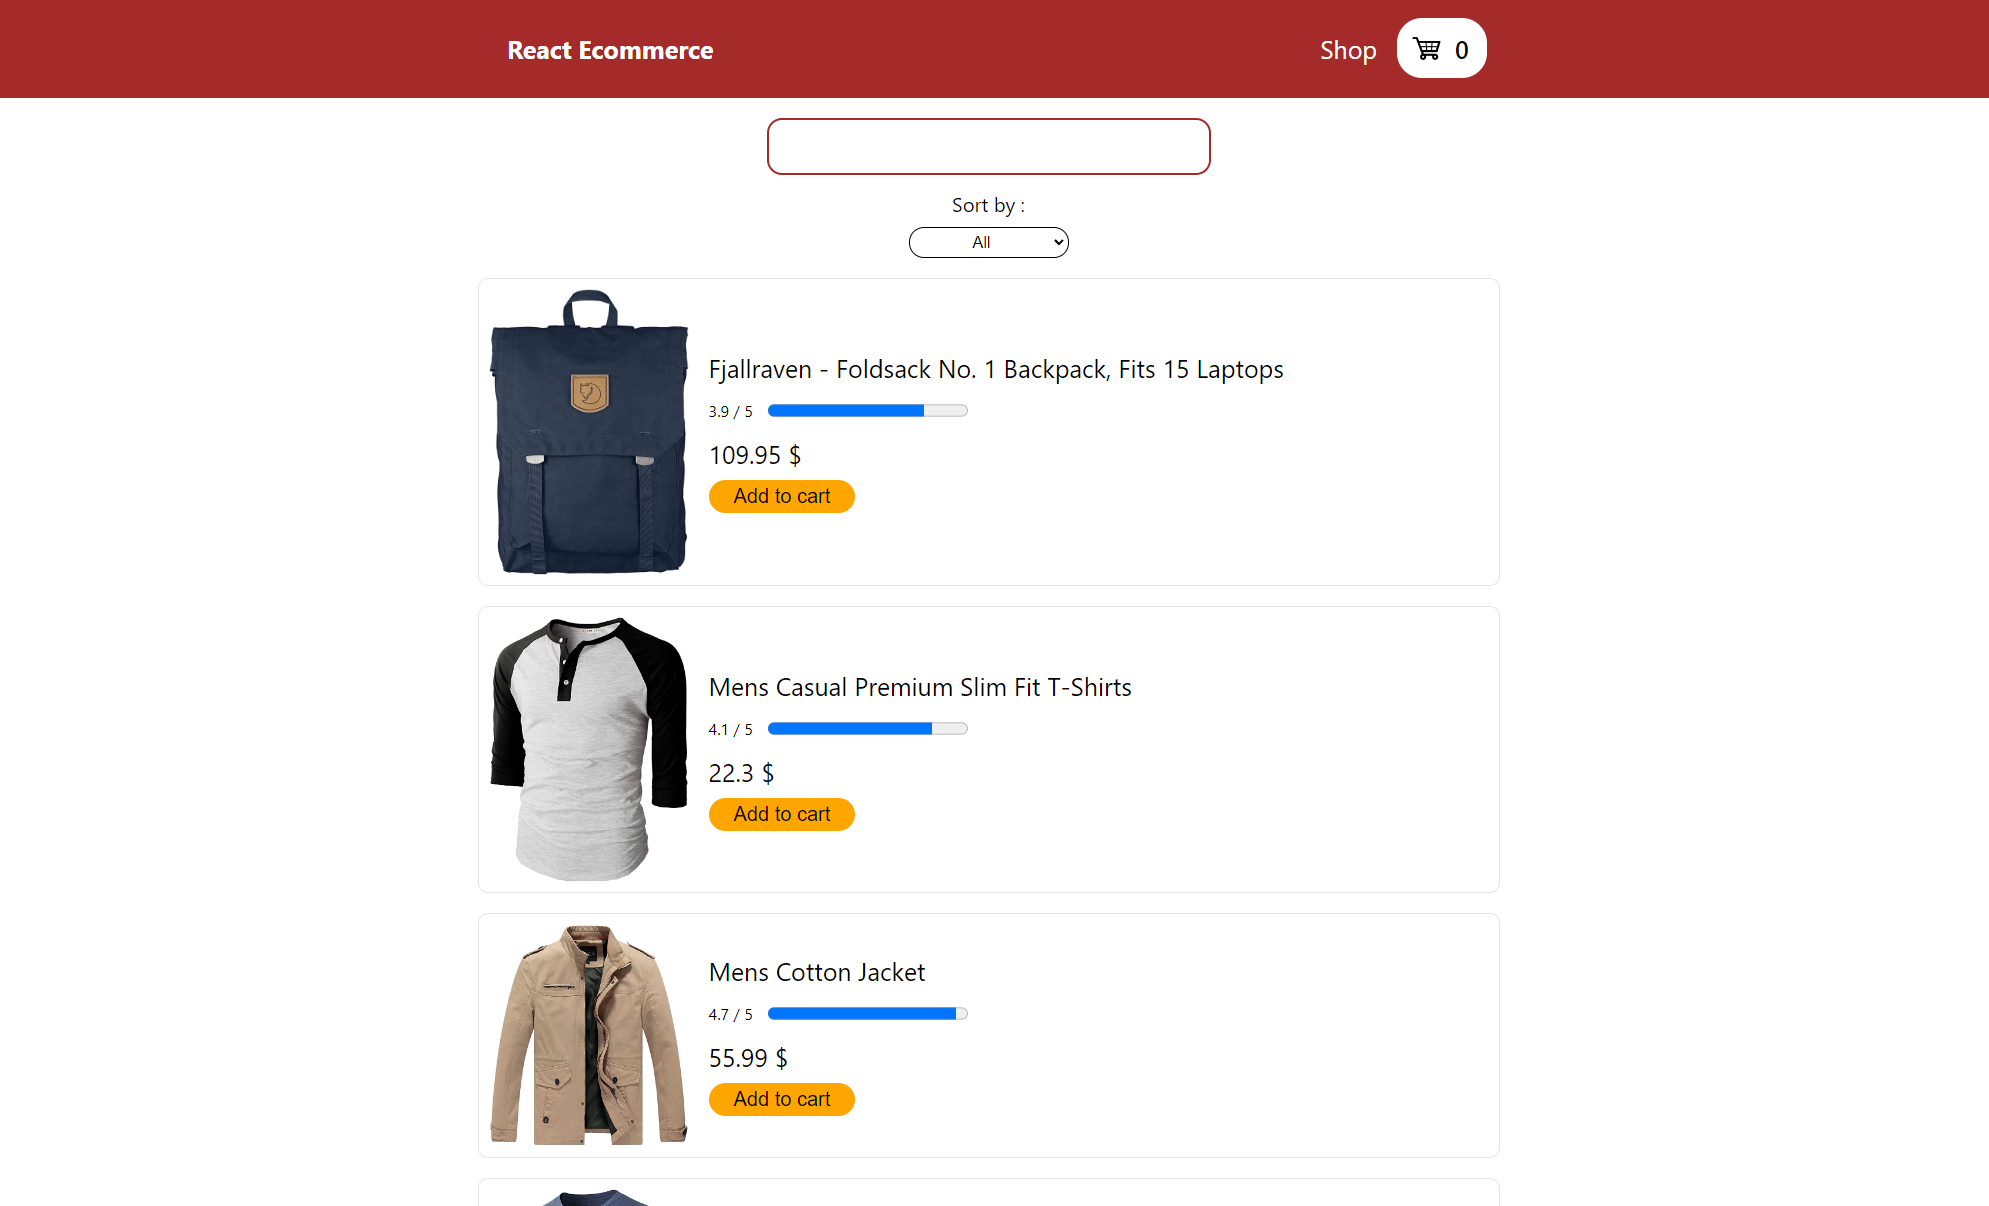 React Ecommerce
Shop 0
Sort by :
All
Fjallraven - Foldsack No. 1 Backpack, Fits 15 Laptops
3.9 / 5
109.95 $
Add to cart
Mens Casual Premium Slim Fit T-Shirts
4.1 / 5
22.3 $
Add to cart
Mens Cotton Jacket
4.7 / 5
55.99 $
Add to cart